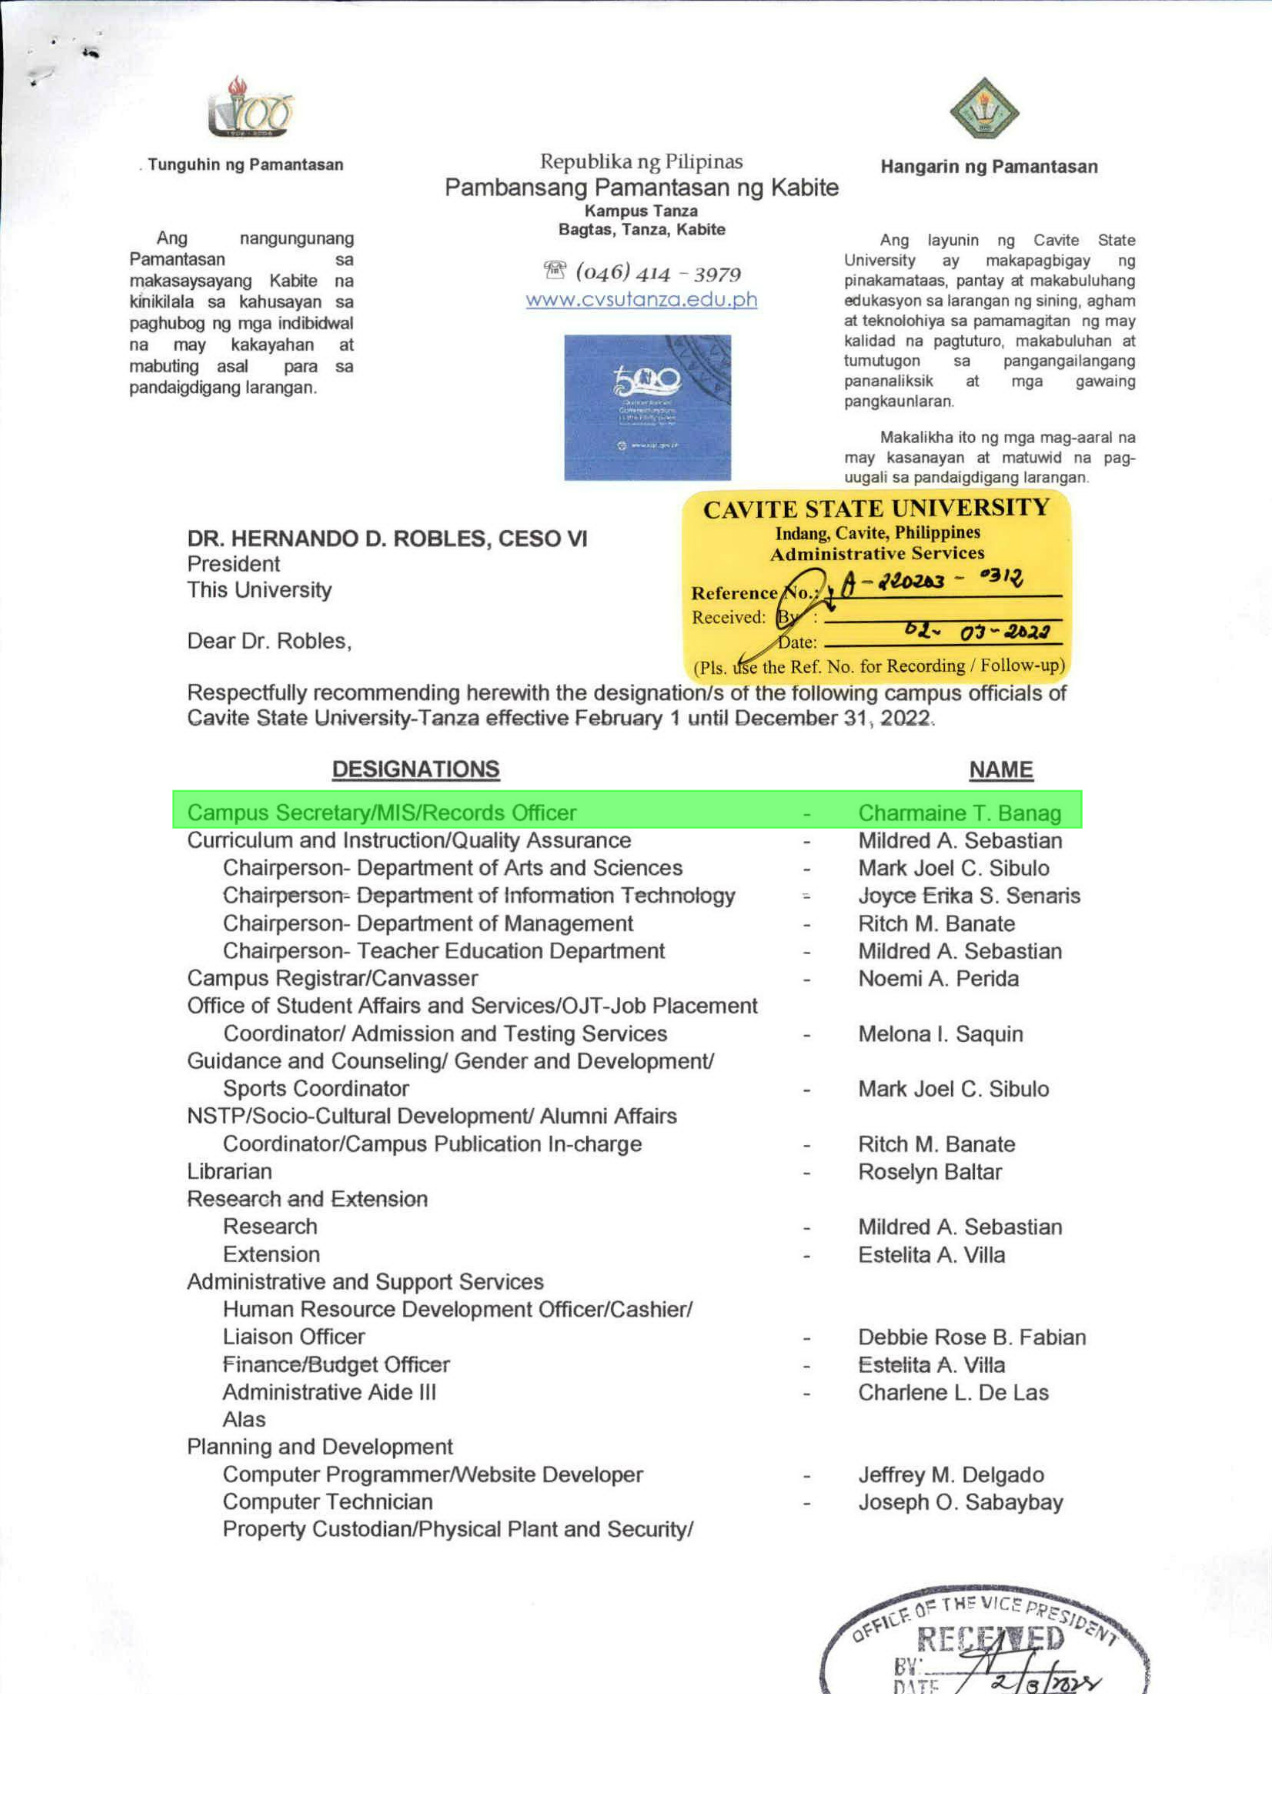 Tunguhin ng Pamantasan
Ang nangungunang
Pamantasan sa
makasaysayang Kabite na
kinikilala sa kahusayan sa
paghubog ng mga indibidwal
na may kakayahan at
mabuting asal para sa
pandaigdigang larangan.
Republika ng Pilipinas
Pambansang Pamantasan ng Kabite
Kampus Tanza
Bagtas, Tanza, Kabite
(046) 414 - 3979
www.cvsutanza.edu.ph
500
Hangarin ng Pamantasan
Ang layunin ng Cavite State
University ay makapagbigay ng
pinakamataas, pantay at makabuluhang
edukasyon sa larangan ng sining, agham
at teknolohiya sa pamamagitan ng may
kalidad na pagtuturo, makabuluhan at
tumutugon sa pangangailangang
pananaliksik at mga gawaing
pangkaunlaran.
Makalikha ito ng mga mag-aaral na
may kasanayan at matuwid na pag-
uugali sa pandaigdigang larangan.
CAVITE STATE UNIVERSITY
Indang, Cavite, Philippines
Administrative Services
Reference No.: A-220203-0312
Received: By :
Date: 02-03-2022
(Pls. use the Ref. No. for Recording / Follow-up)
DR. HERNANDO D. ROBLES, CESO VI
President
This University
Dear Dr. Robles,
Respectfully recommending herewith the designation/s of the following campus officials of
Cavite State University-Tanza effective February 1 until December 31, 2022.
DESIGNATIONS NAME
Campus Secretary/MIS/Records Officer - Charmaine T. Banag
Curriculum and Instruction/Quality Assurance - Mildred A. Sebastian
Chairperson- Department of Arts and Sciences - Mark Joel C. Sibulo
Chairperson- Department of Information Technology - Joyce Erika S. Senaris
Chairperson- Department of Management - Ritch M. Banate
Chairperson- Teacher Education Department - Mildred A. Sebastian
Campus Registrar/Canvasser - Noemi A. Perida
Office of Student Affairs and Services/OJT-Job Placement
Coordinator/ Admission and Testing Services - Melona I. Saquin
Guidance and Counseling/ Gender and Development/
Sports Coordinator - Mark Joel C. Sibulo
NSTP/Socio-Cultural Development/ Alumni Affairs
Coordinator/Campus Publication In-charge - Ritch M. Banate
Librarian - Roselyn Baltar
Research and Extension
Research - Mildred A. Sebastian
Extension - Estelita A. Villa
Administrative and Support Services
Human Resource Development Officer/Cashier/
Liaison Officer - Debbie Rose B. Fabian
Finance/Budget Officer - Estelita A. Villa
Administrative Aide III - Charlene L. De Las
Alas
Planning and Development
Computer Programmer/Website Developer - Jeffrey M. Delgado
Computer Technician - Joseph O. Sabaybay
Property Custodian/Physical Plant and Security/
OFFICE OF THE VICE PRESIDENT
RECEIVED
BY:
DATE 2/3/2022